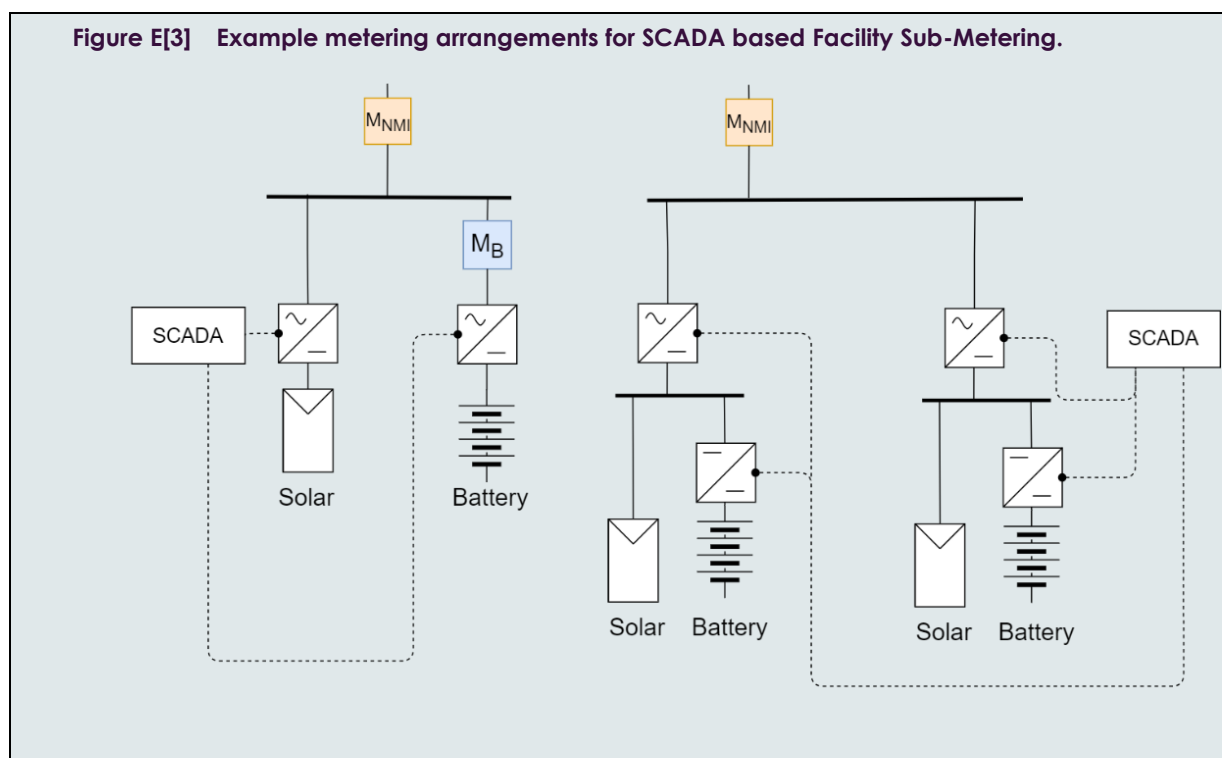 Figure E[3] Example metering arrangements for SCADA based Facility Sub-Metering.
MNMI
MNMI
MB
SCADA
SCADA
Solar
Battery
Solar
Battery
Solar
Battery